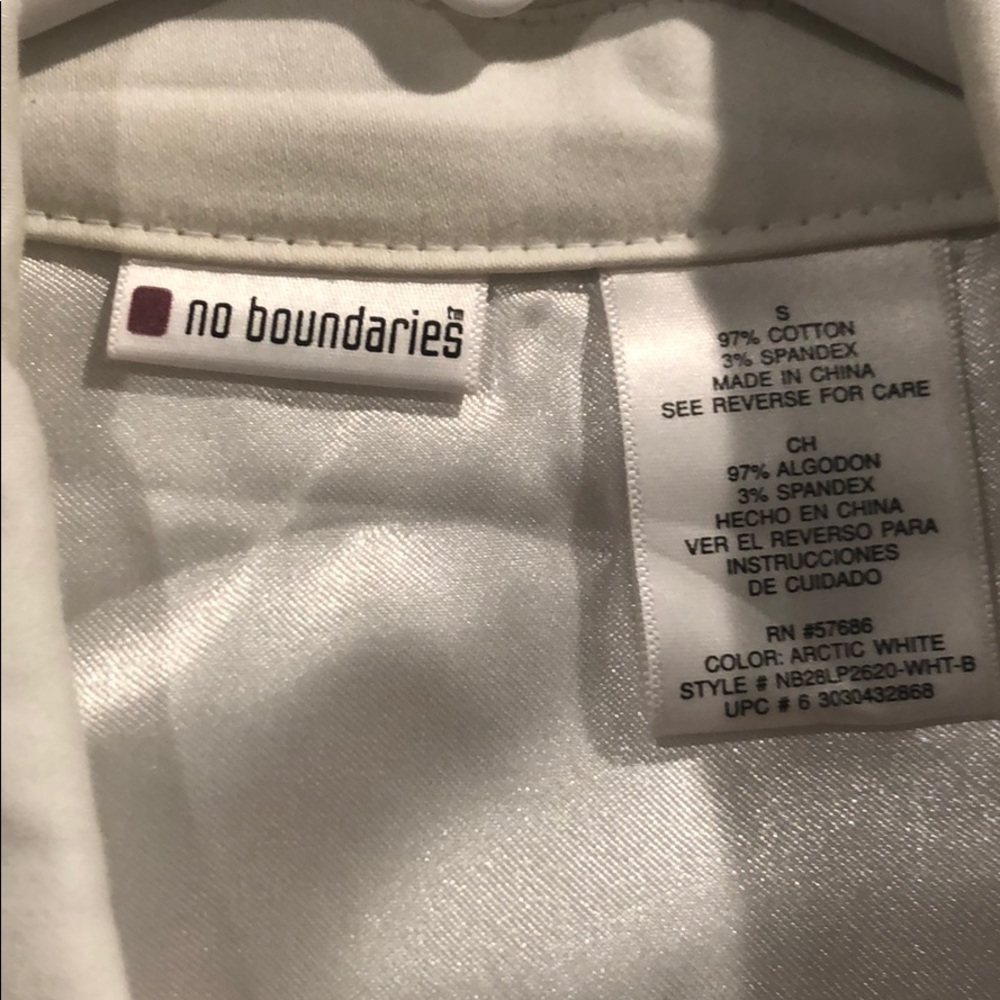 no boundaries tm
S
97% COTTON
3% SPANDEX
MADE IN CHINA
SEE REVERSE FOR CARE
CH
97% ALGODON
3% SPANDEX
HECHO EN CHINA
VER EL REVERSO PARA
INSTRUCCIONES
DE CUIDADO
RN #57686
COLOR: ARCTIC WHITE
STYLE # NB28LP2620-WHT-B
UPC # 6 3030432868